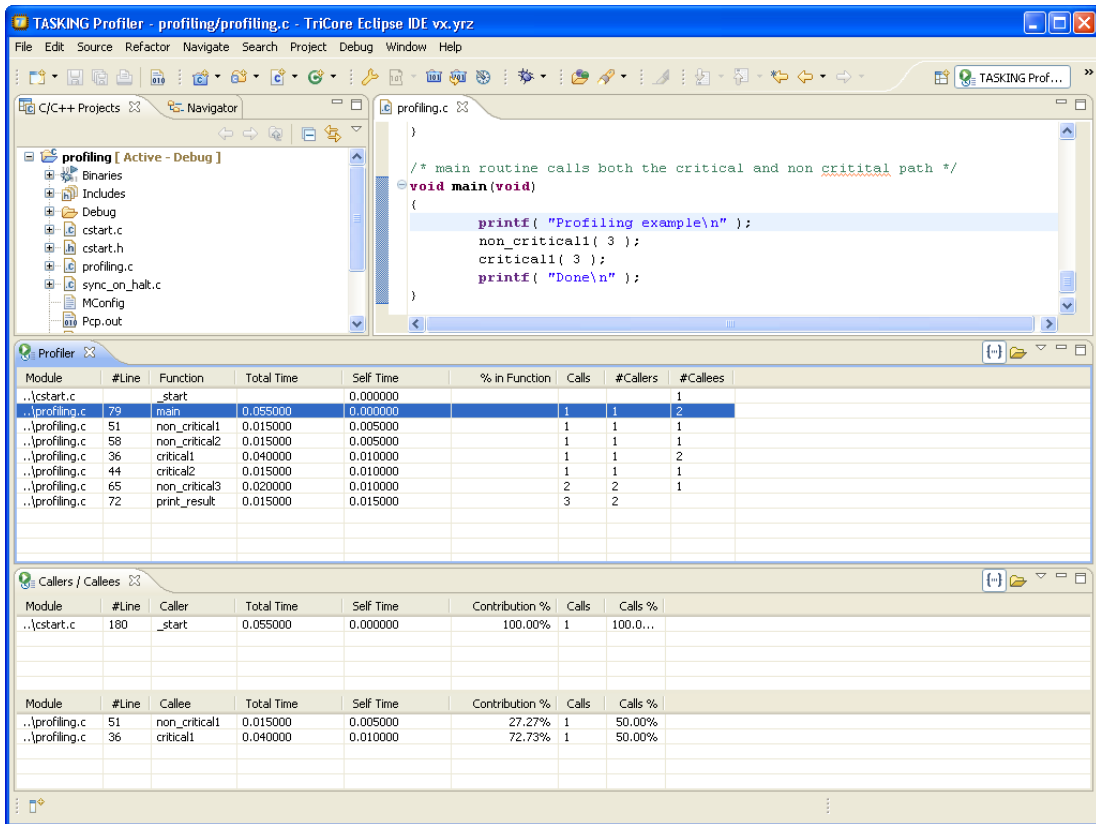 TASKING Profiler - profiling/profiling.c - TriCore Eclipse IDE vx.yrz
File Edit Source Refactor Navigate Search Project Debug Window Help
TASKING Prof... »
C/C++ Projects Navigator
profiling.c
profiling [ Active - Debug ]
Binaries
Includes
Debug
cstart.c
cstart.h
profiling.c
sync_on_halt.c
MConfig
Pcp.out
}
/* main routine calls both the critical and non critital path */
void main(void)
{
printf( "Profiling example\n" );
non_critical1( 3 );
critical1( 3 );
printf( "Done\n" );
}
Profiler
Module #Line Function Total Time Self Time % in Function Calls #Callers #Callees
..\cstart.c _start 0.000000 1
..\profiling.c 79 main 0.055000 0.000000 1 1 2
..\profiling.c 51 non_critical1 0.015000 0.005000 1 1 1
..\profiling.c 58 non_critical2 0.015000 0.005000 1 1 1
..\profiling.c 36 critical1 0.040000 0.010000 1 1 2
..\profiling.c 44 critical2 0.015000 0.010000 1 1 1
..\profiling.c 65 non_critical3 0.020000 0.010000 2 2 1
..\profiling.c 72 print_result 0.015000 0.015000 3 2
Callers / Callees
Module #Line Caller Total Time Self Time Contribution % Calls Calls %
..\cstart.c 180 _start 0.055000 0.000000 100.00% 1 100.0...
Module #Line Callee Total Time Self Time Contribution % Calls Calls %
..\profiling.c 51 non_critical1 0.015000 0.005000 27.27% 1 50.00%
..\profiling.c 36 critical1 0.040000 0.010000 72.73% 1 50.00%